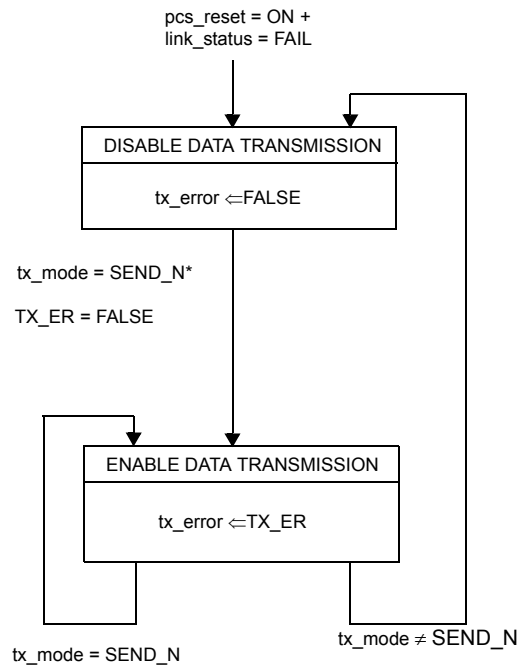 pcs_reset = ON +
link_status = FAIL
DISABLE DATA TRANSMISSION
tx_error ⇐FALSE
tx_mode = SEND_N*
TX_ER = FALSE
ENABLE DATA TRANSMISSION
tx_error ⇐TX_ER
tx_mode = SEND_N
tx_mode ≠ SEND_N